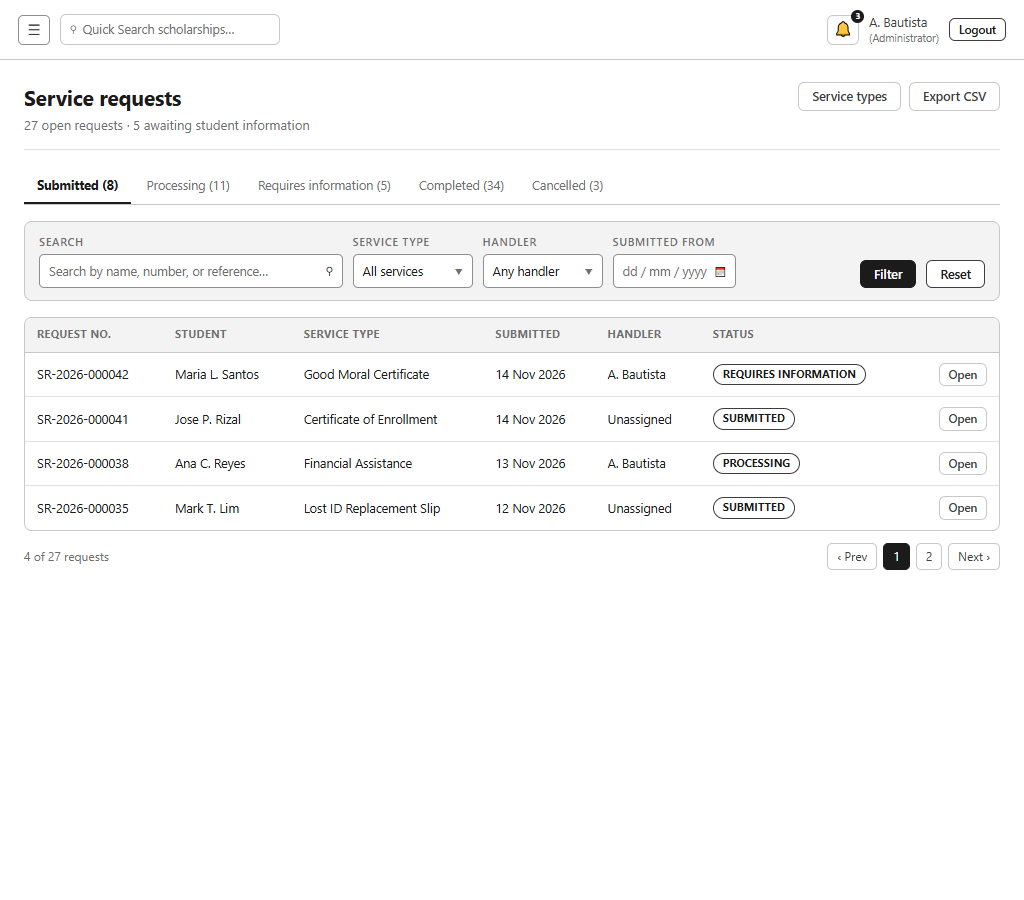 ☰ Quick Search scholarships... 3 A. Bautista (Administrator) Logout
Service requests
Service types Export CSV
27 open requests · 5 awaiting student information
Submitted (8) Processing (11) Requires information (5) Completed (34) Cancelled (3)
SEARCH SERVICE TYPE HANDLER SUBMITTED FROM
Search by name, number, or reference... All services ▼ Any handler ▼ dd / mm / yyyy Filter Reset
REQUEST NO. STUDENT SERVICE TYPE SUBMITTED HANDLER STATUS
SR-2026-000042 Maria L. Santos Good Moral Certificate 14 Nov 2026 A. Bautista REQUIRES INFORMATION Open
SR-2026-000041 Jose P. Rizal Certificate of Enrollment 14 Nov 2026 Unassigned SUBMITTED Open
SR-2026-000038 Ana C. Reyes Financial Assistance 13 Nov 2026 A. Bautista PROCESSING Open
SR-2026-000035 Mark T. Lim Lost ID Replacement Slip 12 Nov 2026 Unassigned SUBMITTED Open
4 of 27 requests ‹ Prev 1 2 Next ›